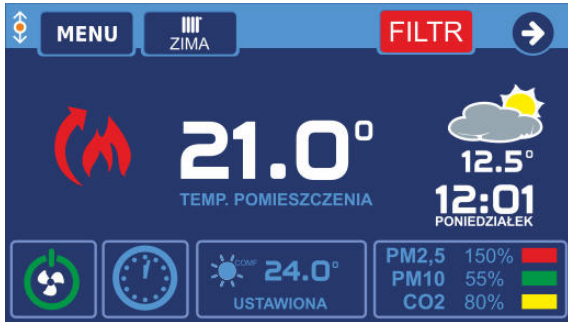 MENU
ZIMA
FILTR
21.0°
TEMP. POMIESZCZENIA
12.5°
12:01
PONIEDZIAŁEK
COMF 24.0°
USTAWIONA
PM2,5 150%
PM10 55%
CO2 80%